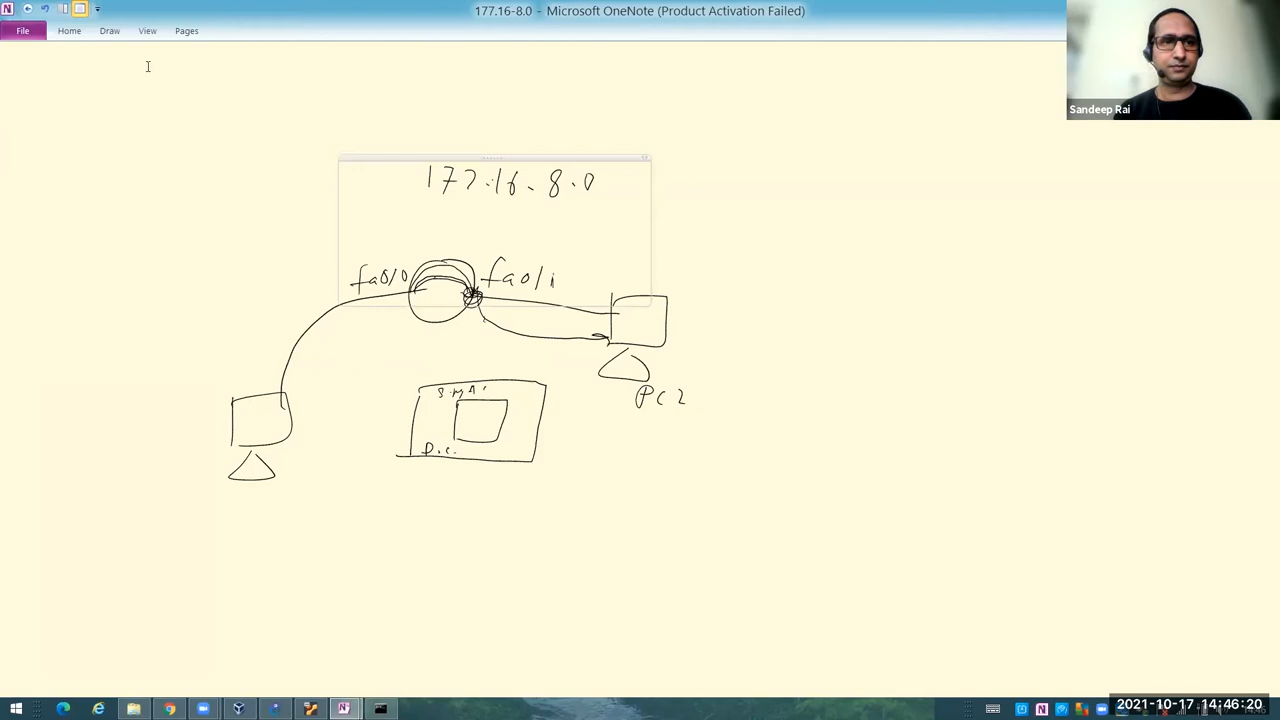 177.16-8.0 - Microsoft OneNote (Product Activation Failed)
File Home Draw View Pages
Sandeep Rai
177.16.8.0
fa0/0 fa0/1
PC2
D.C.
2021-10-17 14:46:20